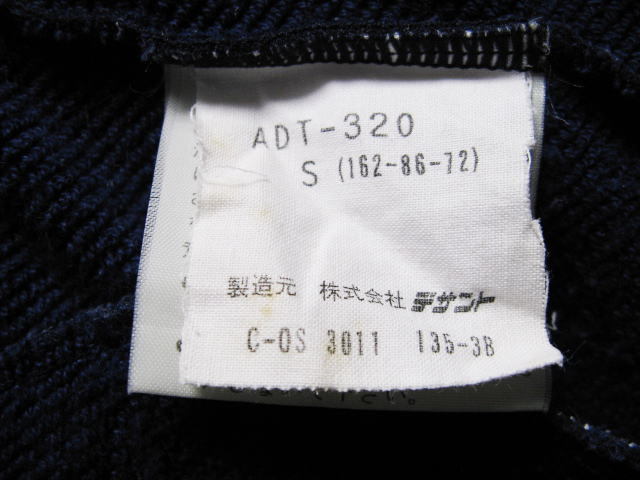 ADT-320
S (162-86-72)
製造元 株式会社 デサント
C-OS 3011 135-3B